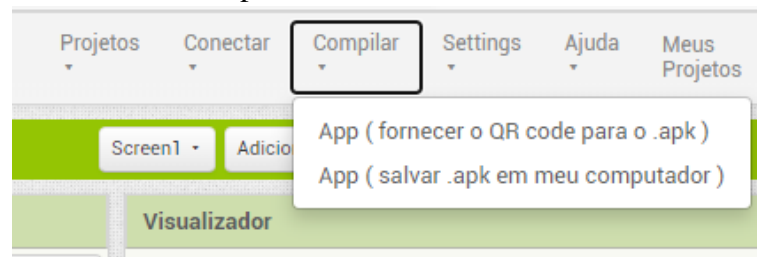 Projetos Conectar Compilar Settings Ajuda Meus
Projetos
App ( fornecer o QR code para o .apk )
Screen1 Adicio
App ( salvar .apk em meu computador )
Visualizador